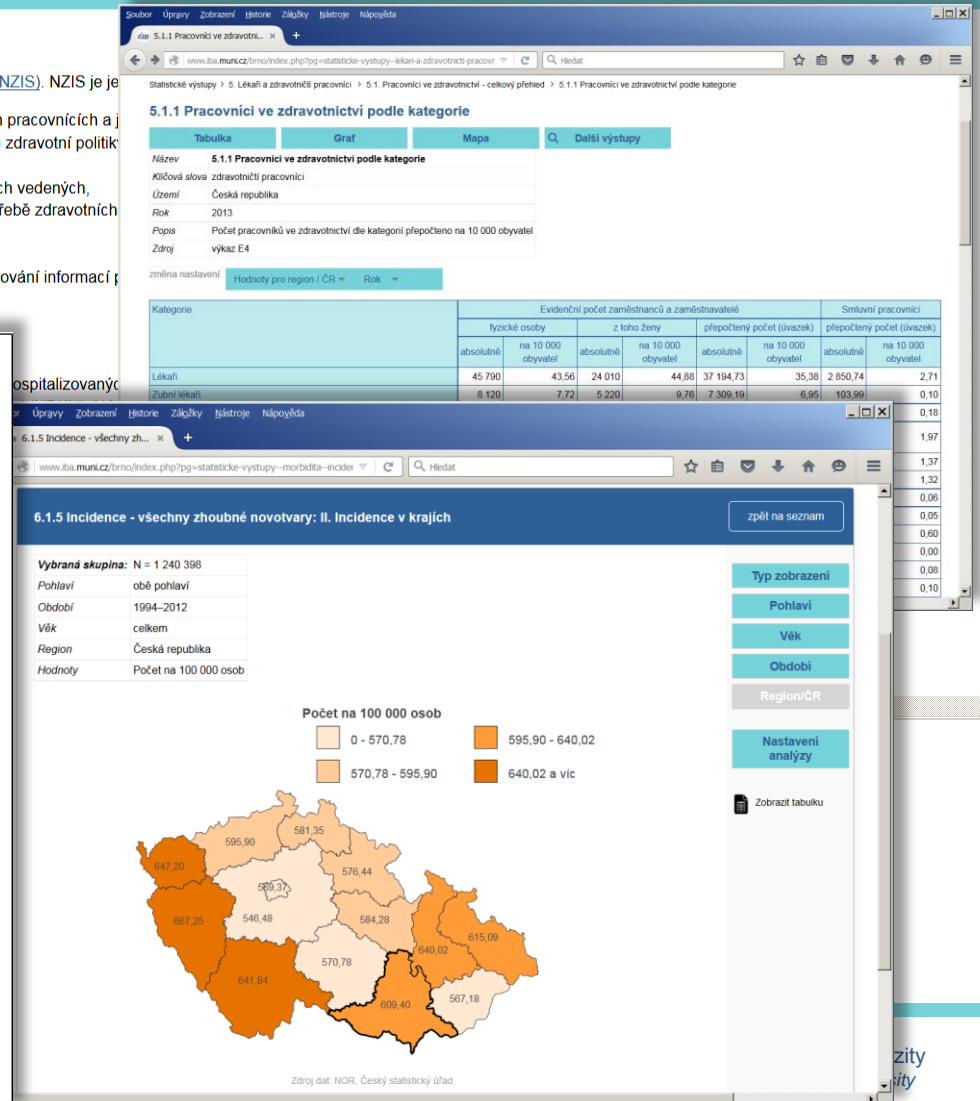 Soubor Úpravy Zobrazení Historie Záložky Nástroje Nápověda
5.1.1 Pracovníci ve zdravotni... × +
www.iba.muni.cz/brno/index.php?pg=statisticke-vystupy--lekari-a-zdravotnicti-pracovr
Hledat
Statistické výstupy > 5. Lékaři a zdravotničtí pracovníci > 5.1. Pracovníci ve zdravotnictví - celkový přehled > 5.1.1 Pracovníci ve zdravotnictví podle kategorie
5.1.1 Pracovníci ve zdravotnictví podle kategorie
Tabulka Graf Mapa Další výstupy
Název 5.1.1 Pracovníci ve zdravotnictví podle kategorie
Klíčová slova zdravotničtí pracovníci
Území Česká republika
Rok 2013
Popis Počet pracovníků ve zdravotnictví dle kategorií přepočteno na 10 000 obyvatel
Zdroj výkaz E4
změna nastavení: Hodnoty pro region / ČR Rok
Kategorie
Evidenční počet zaměstnanců a zaměstnavatelé Smluvní pracovníci
fyzické osoby z toho ženy přepočtený počet (úvazek) přepočtený počet (úvazek)
absolutně na 10 000 obyvatel absolutně na 10 000 obyvatel absolutně na 10 000 obyvatel absolutně na 10 000 obyvatel
Lékaři 45 790 43,56 24 010 44,88 37 194,73 35,38 2 850,74 2,71
Zubní lékaři 8 120 7,72 5 220 9,76 7 309,19 6,95 103,99 0,10
0,18
1,97
1,37
1,32
0,06
0,05
0,60
0,00
0,08
0,10
NZIS). NZIS je je
pracovnících a j
zdravotní politik
ch vedených,
řebě zdravotních
ování informací p
ospitalizovanýc
Úpravy Zobrazení Historie Záložky Nástroje Nápověda
6.1.5 Incidence - všechny zh... × +
www.iba.muni.cz/brno/index.php?pg=statisticke-vystupy--morbidita--incider
Hledat
6.1.5 Incidence - všechny zhoubné novotvary: II. Incidence v krajích
zpět na seznam
Vybraná skupina: N = 1 240 398
Pohlaví obě pohlaví
Období 1994–2012
Věk celkem
Region Česká republika
Hodnoty Počet na 100 000 osob
Typ zobrazení
Pohlaví
Věk
Období
Region/ČR
Nastavení
analýzy
Zobrazit tabulku
Počet na 100 000 osob
0 - 570,78 595,90 - 640,02
570,78 - 595,90 640,02 a víc
581,35
595,90
647,20
576,44
546,48
667,25
584,28
615,09
640,02
570,78
641,84
567,18
609,40
Zdroj dat: NOR, Český statistický úřad
zity
sity